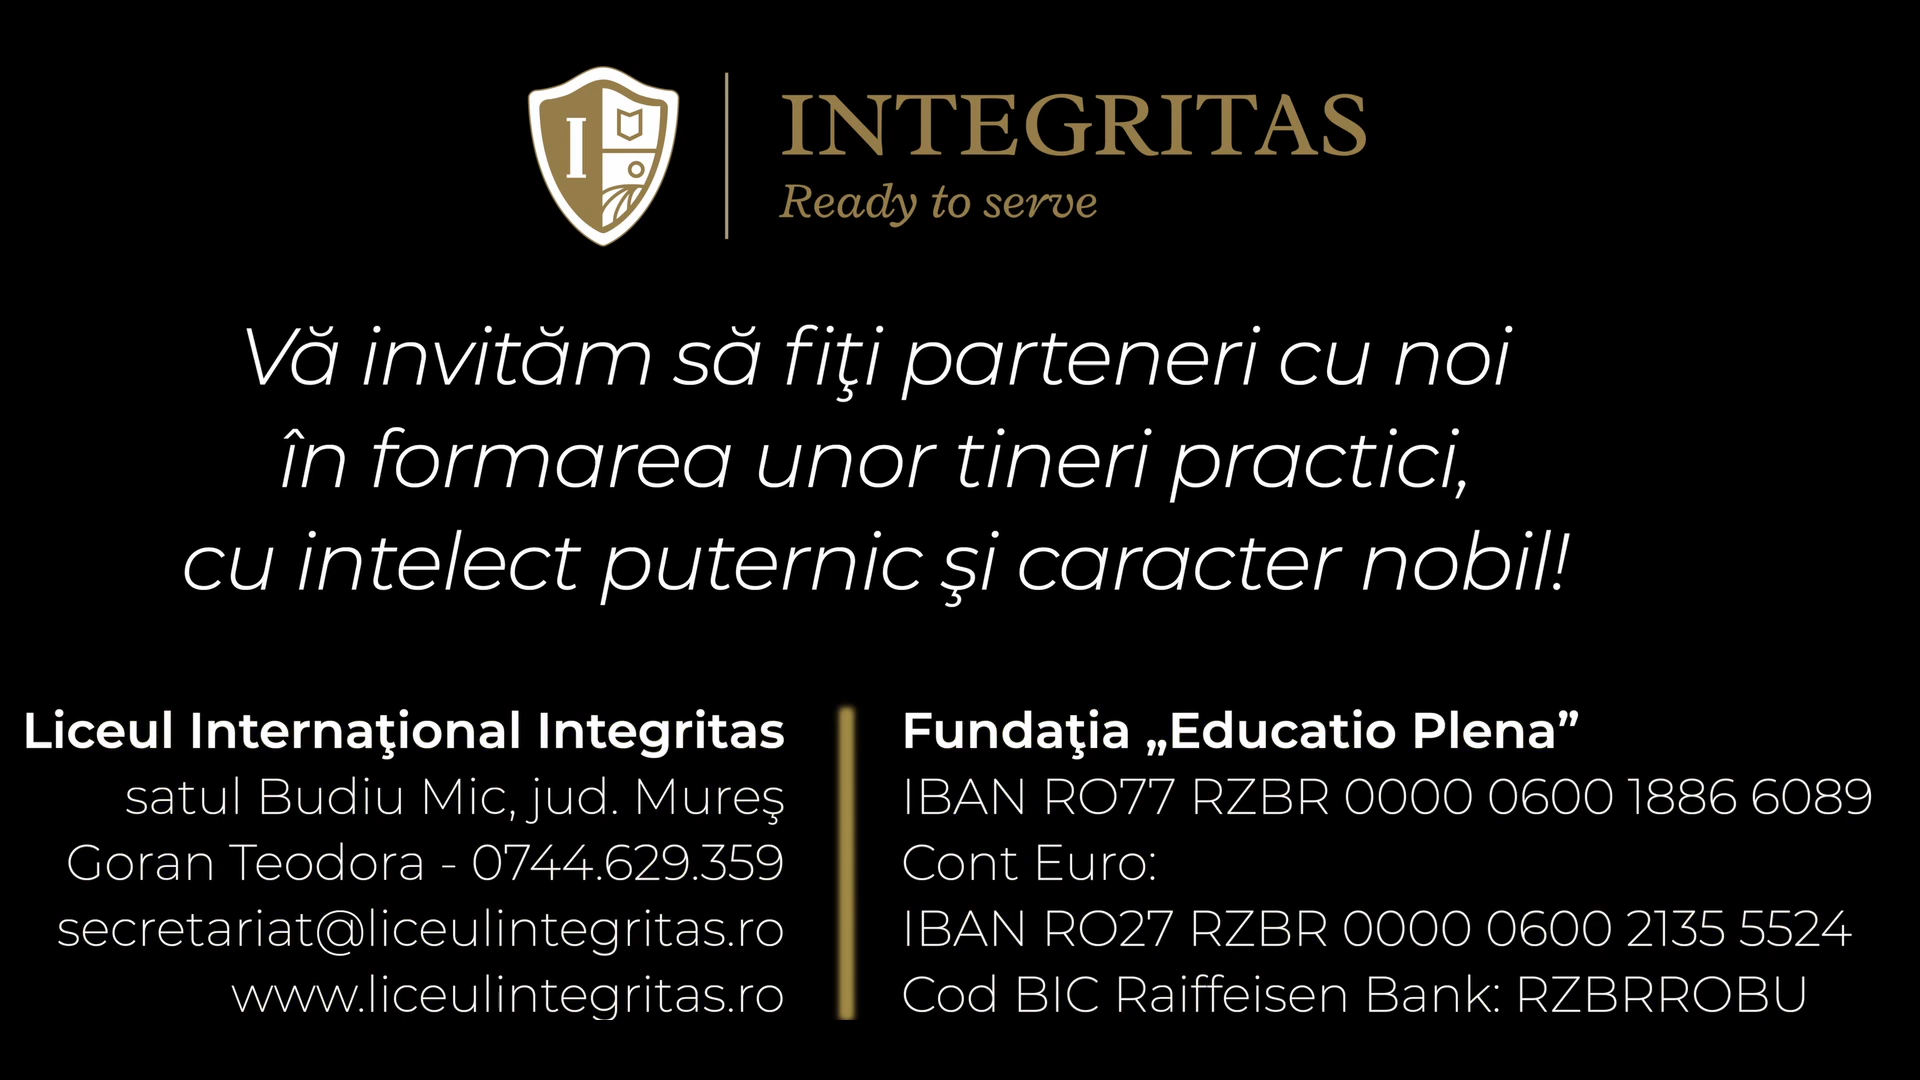 I
INTEGRITAS
Ready to serve
Vă invităm să fiţi parteneri cu noi
în formarea unor tineri practici,
cu intelect puternic şi caracter nobil!
Liceul Internaţional Integritas
satul Budiu Mic, jud. Mureş
Goran Teodora - 0744.629.359
secretariat@liceulintegritas.ro
www.liceulintegritas.ro
Fundaţia „Educatio Plena”
IBAN RO77 RZBR 0000 0600 1886 6089
Cont Euro:
IBAN RO27 RZBR 0000 0600 2135 5524
Cod BIC Raiffeisen Bank: RZBRROBU